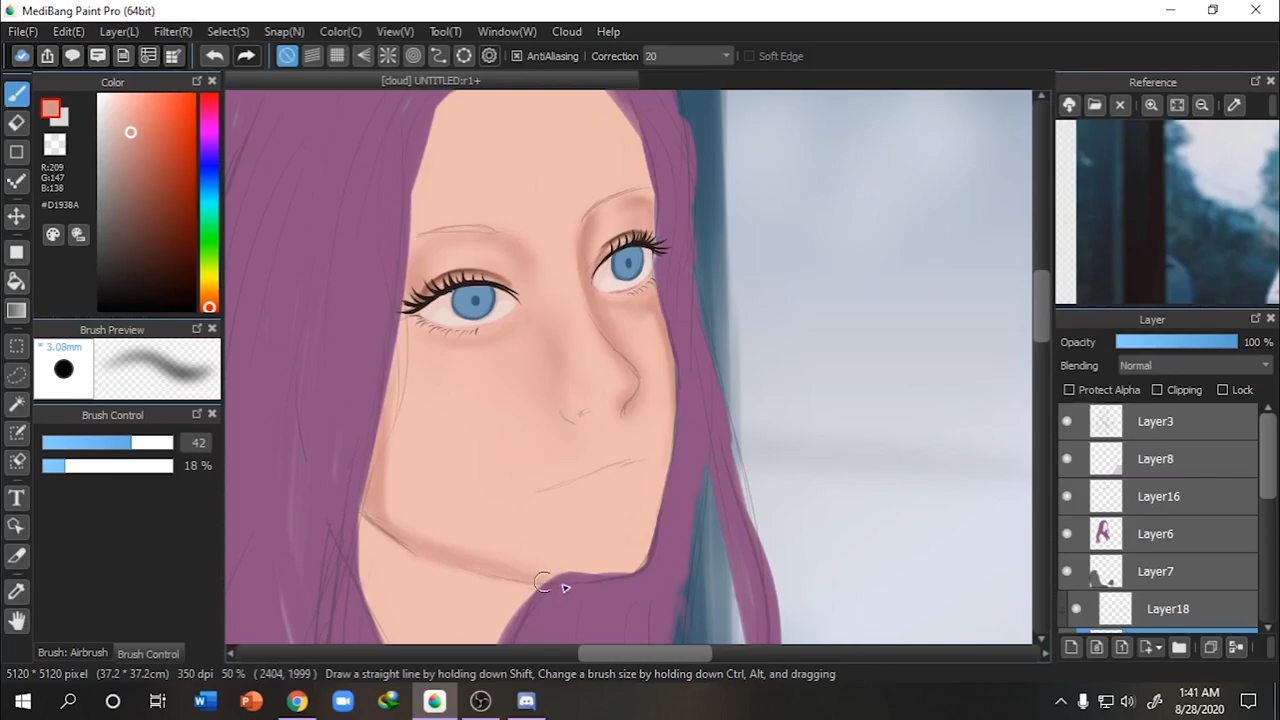 MediBang Paint Pro (64bit)
File(F) Edit(E) Layer(L) Filter(R) Select(S) Snap(N) Color(C) View(V) Tool(T) Window(W) Cloud Help
AntiAliasing Correction 20 Soft Edge
Color
[cloud] UNTITLED:r1+
Reference
R:209
G:147
B:138
#D1938A
Brush Preview
* 3.08mm
Brush Control
42
18 %
Layer
Opacity 100 %
Blending Normal
Protect Alpha Clipping Lock
Layer3
Layer8
Layer16
Layer6
Layer7
Layer18
Brush: Airbrush Brush Control
5120 * 5120 pixel (37.2 * 37.2cm) 350 dpi 50 % ( 2404, 1999 ) Draw a straight line by holding down Shift, Change a brush size by holding down Ctrl, Alt, and dragging
1:41 AM
8/28/2020